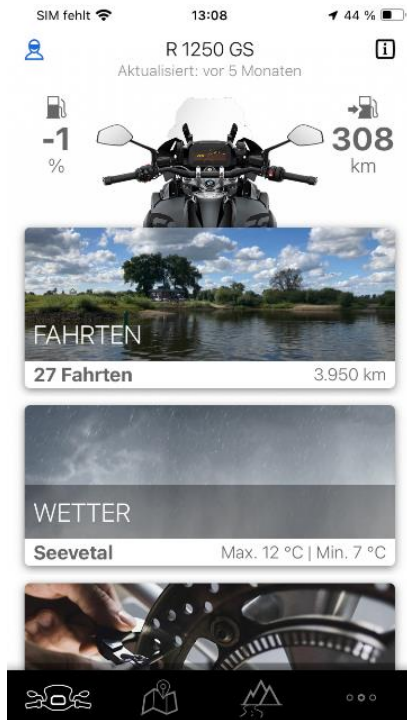 SIM fehlt 13:08 44 %
R 1250 GS
Aktualisiert: vor 5 Monaten
-1 308
% km
FAHRTEN
27 Fahrten 3.950 km
WETTER
Seevetal Max. 12 °C | Min. 7 °C